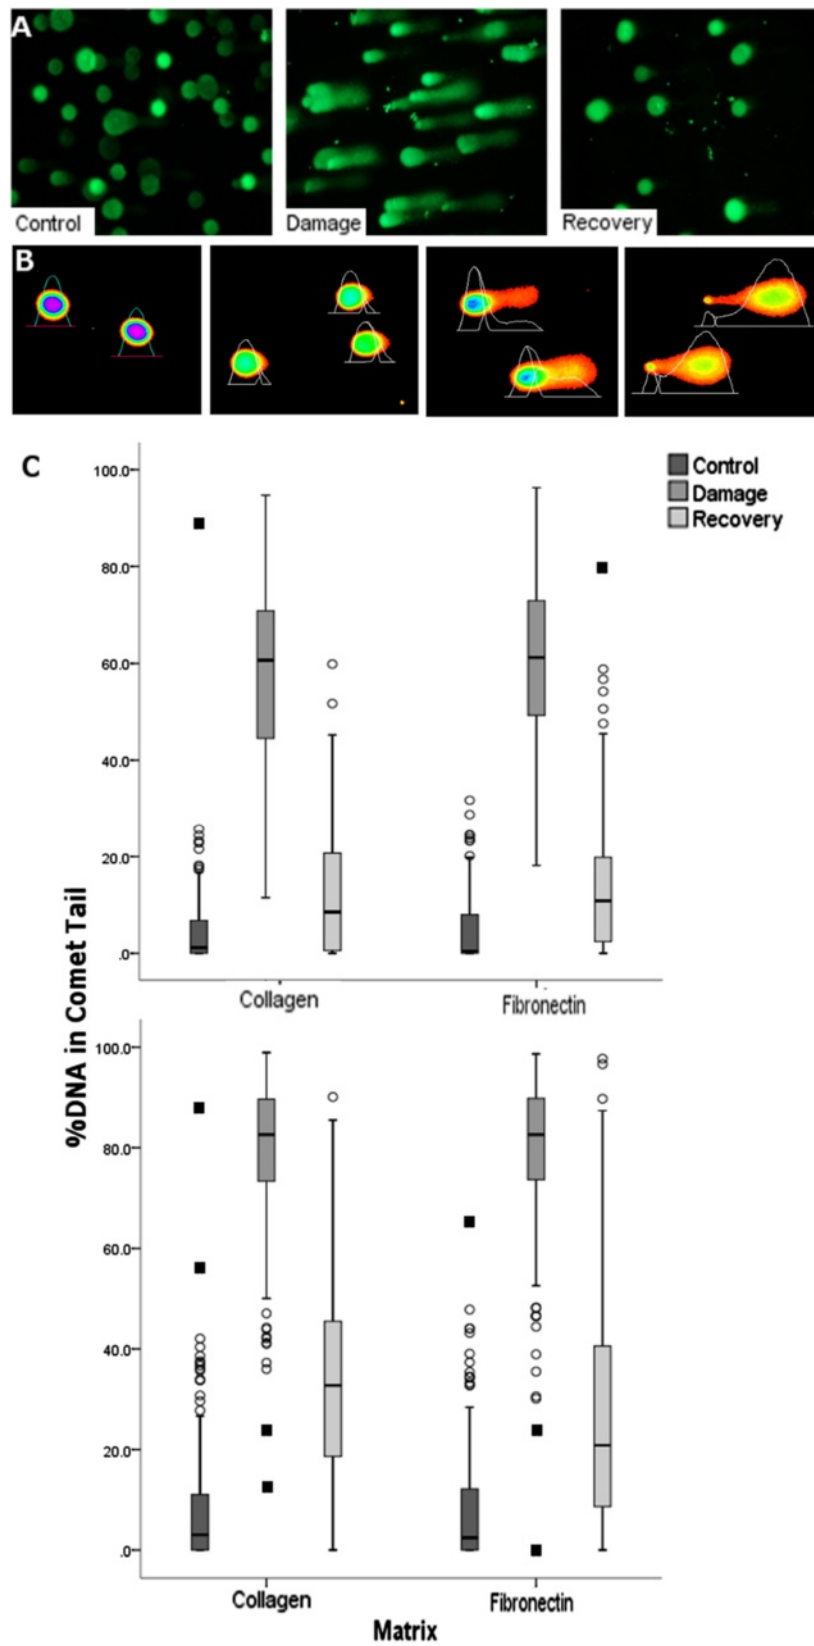 A
Control
Damage
Recovery
B
C
Control
Damage
Recovery
%DNA in Comet Tail
100.0
80.0
60.0
40.0
20.0
.0
Collagen
Fibronectin
100.0
80.0
60.0
40.0
20.0
.0
Collagen
Fibronectin
Matrix